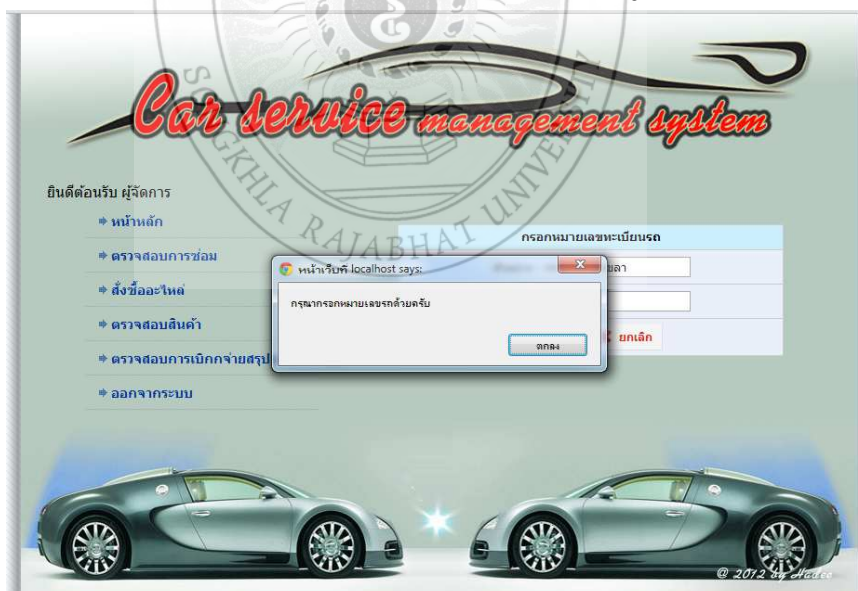 Car service management system
SONGKHLA RAJABHAT UNIVERSITY
ยินดีต้อนรับ ผู้จัดการ
หน้าหลัก
ตรวจสอบการซ่อม
สั่งซื้ออะไหล่
ตรวจสอบสินค้า
ตรวจสอบการเบิกจ่ายสรุป
ออกจากระบบ
กรอกหมายเลขทะเบียนรถ
ยกเลิก
หน้าเว็บที่ localhost says:
กรุณากรอกหมายเลขรถด้วยครับ
ตกลง
@ 2012 by Hadee